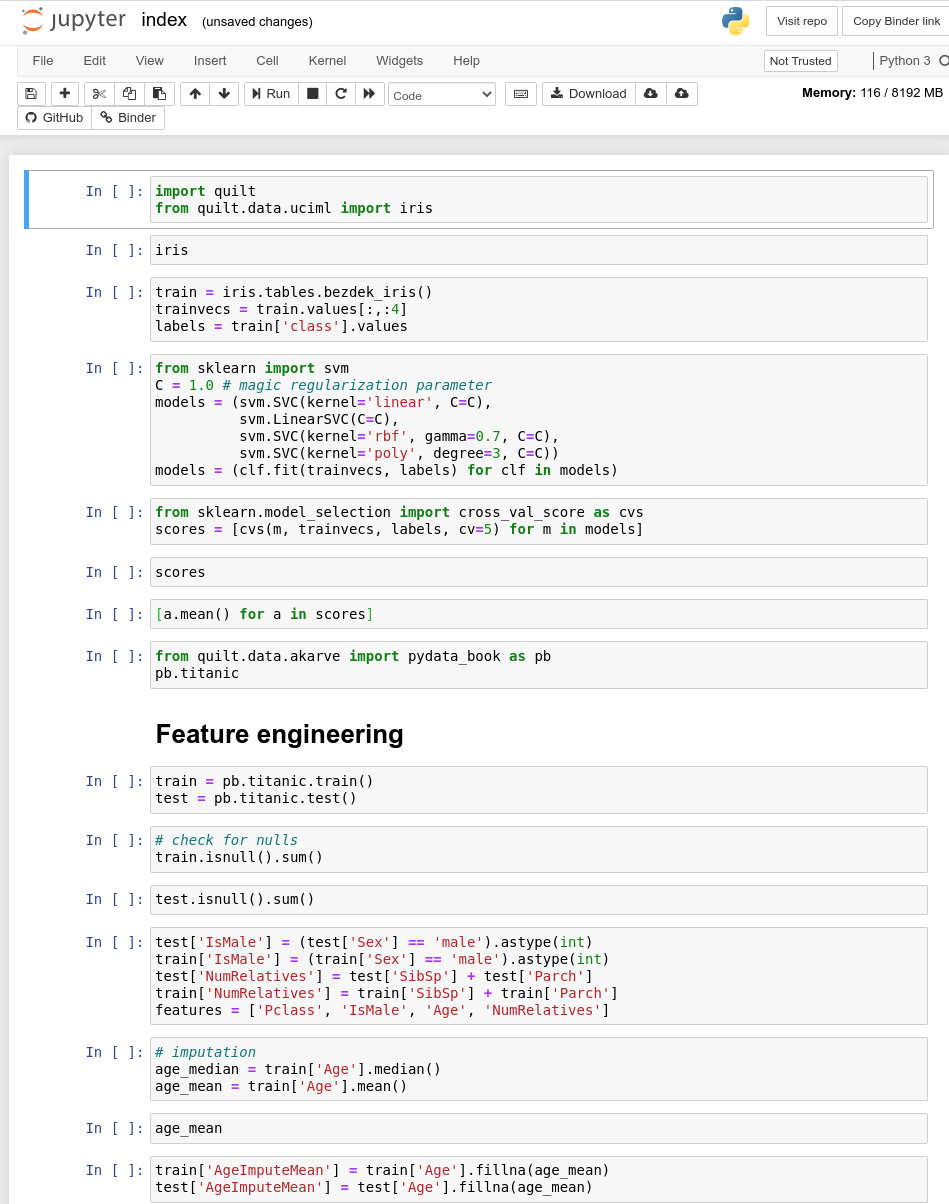 jupyter index (unsaved changes) Visit repo Copy Binder link
File Edit View Insert Cell Kernel Widgets Help Not Trusted Python 3
Run Code Download Memory: 116 / 8192 MB
GitHub Binder
In [ ]: import quilt
from quilt.data.uciml import iris
In [ ]: iris
In [ ]: train = iris.tables.bezdek_iris()
trainvecs = train.values[:,:4]
labels = train['class'].values
In [ ]: from sklearn import svm
C = 1.0 # magic regularization parameter
models = (svm.SVC(kernel='linear', C=C),
          svm.LinearSVC(C=C),
          svm.SVC(kernel='rbf', gamma=0.7, C=C),
          svm.SVC(kernel='poly', degree=3, C=C))
models = (clf.fit(trainvecs, labels) for clf in models)
In [ ]: from sklearn.model_selection import cross_val_score as cvs
scores = [cvs(m, trainvecs, labels, cv=5) for m in models]
In [ ]: scores
In [ ]: [a.mean() for a in scores]
In [ ]: from quilt.data.akarve import pydata_book as pb
pb.titanic
Feature engineering
In [ ]: train = pb.titanic.train()
test = pb.titanic.test()
In [ ]: # check for nulls
train.isnull().sum()
In [ ]: test.isnull().sum()
In [ ]: test['IsMale'] = (test['Sex'] == 'male').astype(int)
train['IsMale'] = (train['Sex'] == 'male').astype(int)
test['NumRelatives'] = test['SibSp'] + test['Parch']
train['NumRelatives'] = train['SibSp'] + train['Parch']
features = ['Pclass', 'IsMale', 'Age', 'NumRelatives']
In [ ]: # imputation
age_median = train['Age'].median()
age_mean = train['Age'].mean()
In [ ]: age_mean
In [ ]: train['AgeImputeMean'] = train['Age'].fillna(age_mean)
test['AgeImputeMean'] = test['Age'].fillna(age_mean)